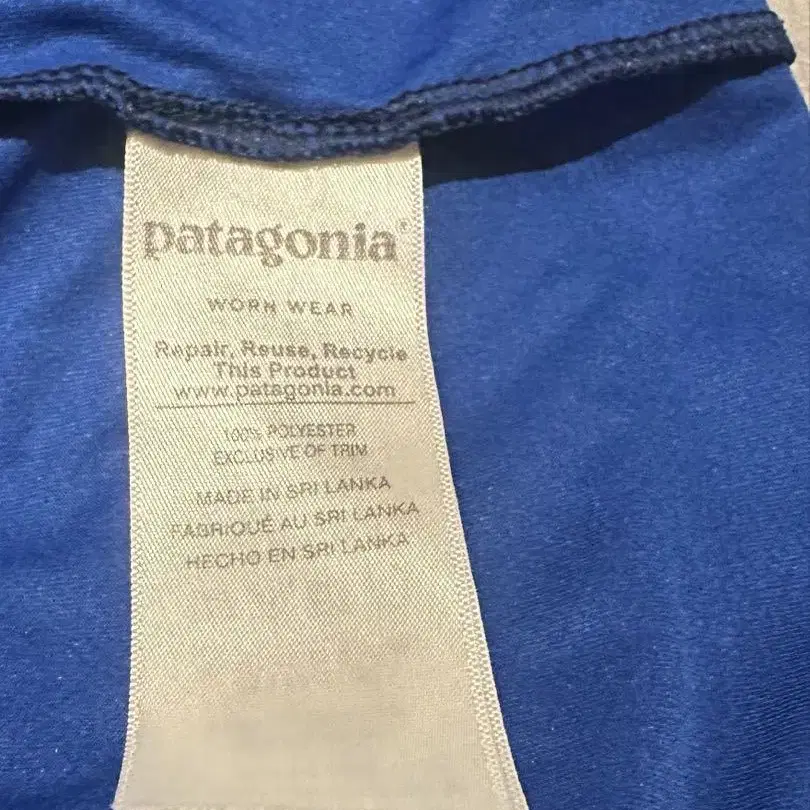 patagonia®
WORN WEAR
Repair, Reuse, Recycle
This Product
www.patagonia.com
100% POLYESTER
EXCLUSIVE OF TRIM
MADE IN SRI LANKA
FABRIQUÉ AU SRI LANKA
HECHO EN SRI LANKA